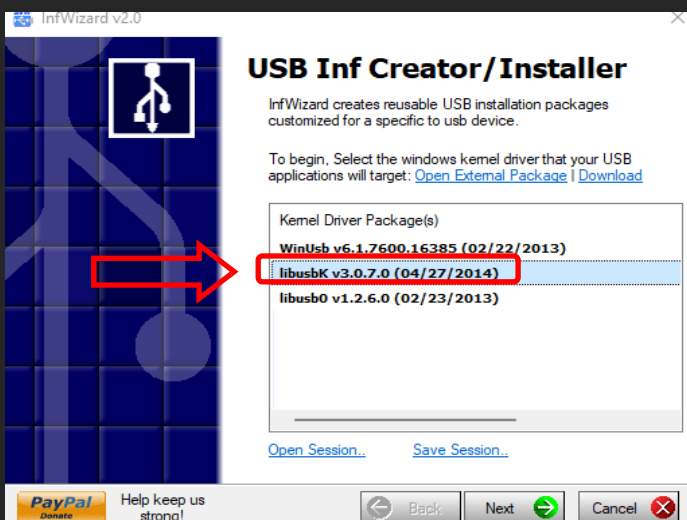 InfWizard v2.0
USB Inf Creator/Installer
InfWizard creates reusable USB installation packages
customized for a specific to usb device.
To begin, Select the windows kernel driver that your USB
applications will target: Open External Package | Download
Kernel Driver Package(s)
WinUsb v6.1.7600.16385 (02/22/2013)
libusbK v3.0.7.0 (04/27/2014)
libusb0 v1.2.6.0 (02/23/2013)
Open Session.. Save Session..
PayPal
Donate
Help keep us
strong!
Back Next Cancel